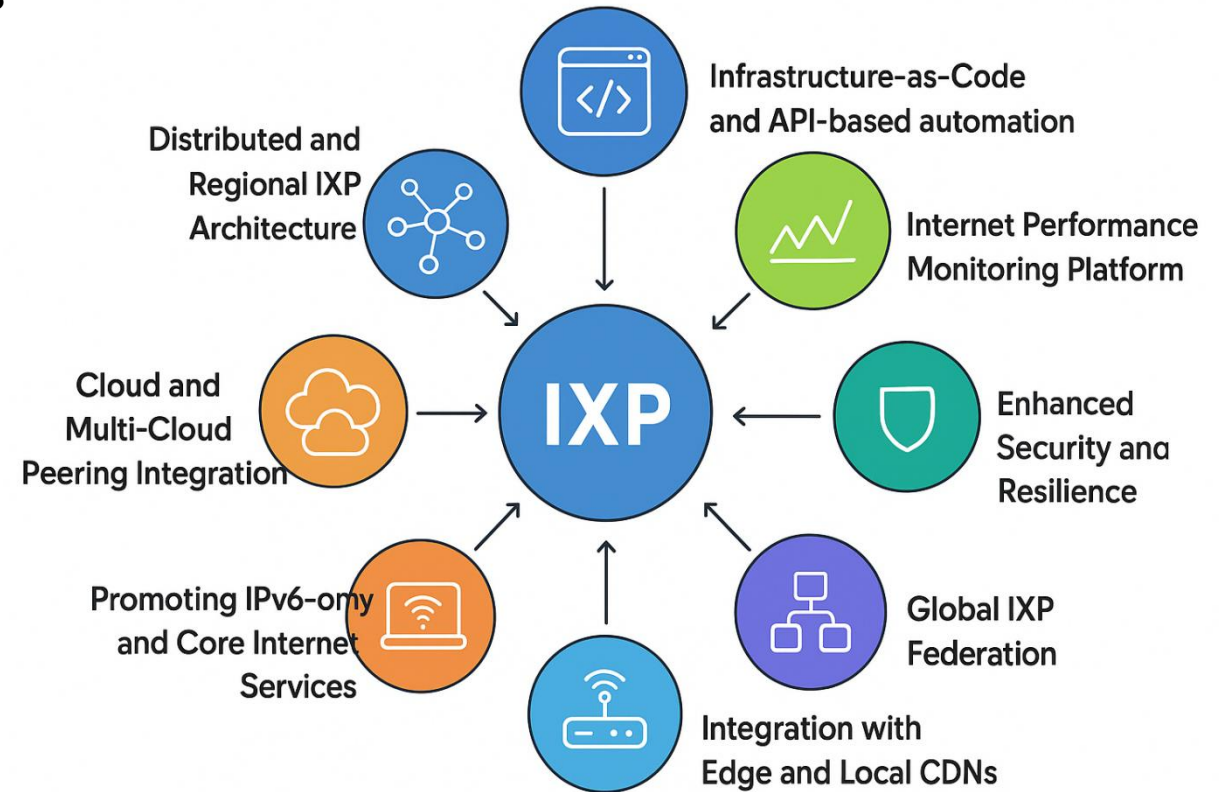 Infrastructure-as-Code
and API-based automation
Distributed and
Regional IXP
Architecture
Internet Performance
Monitoring Platform
Cloud and
Multi-Cloud
Peering Integration
IXP
Enhanced
Security and
Resilience
Promoting IPv6-omy
and Core Internet
Services
Global IXP
Federation
Integration with
Edge and Local CDNs